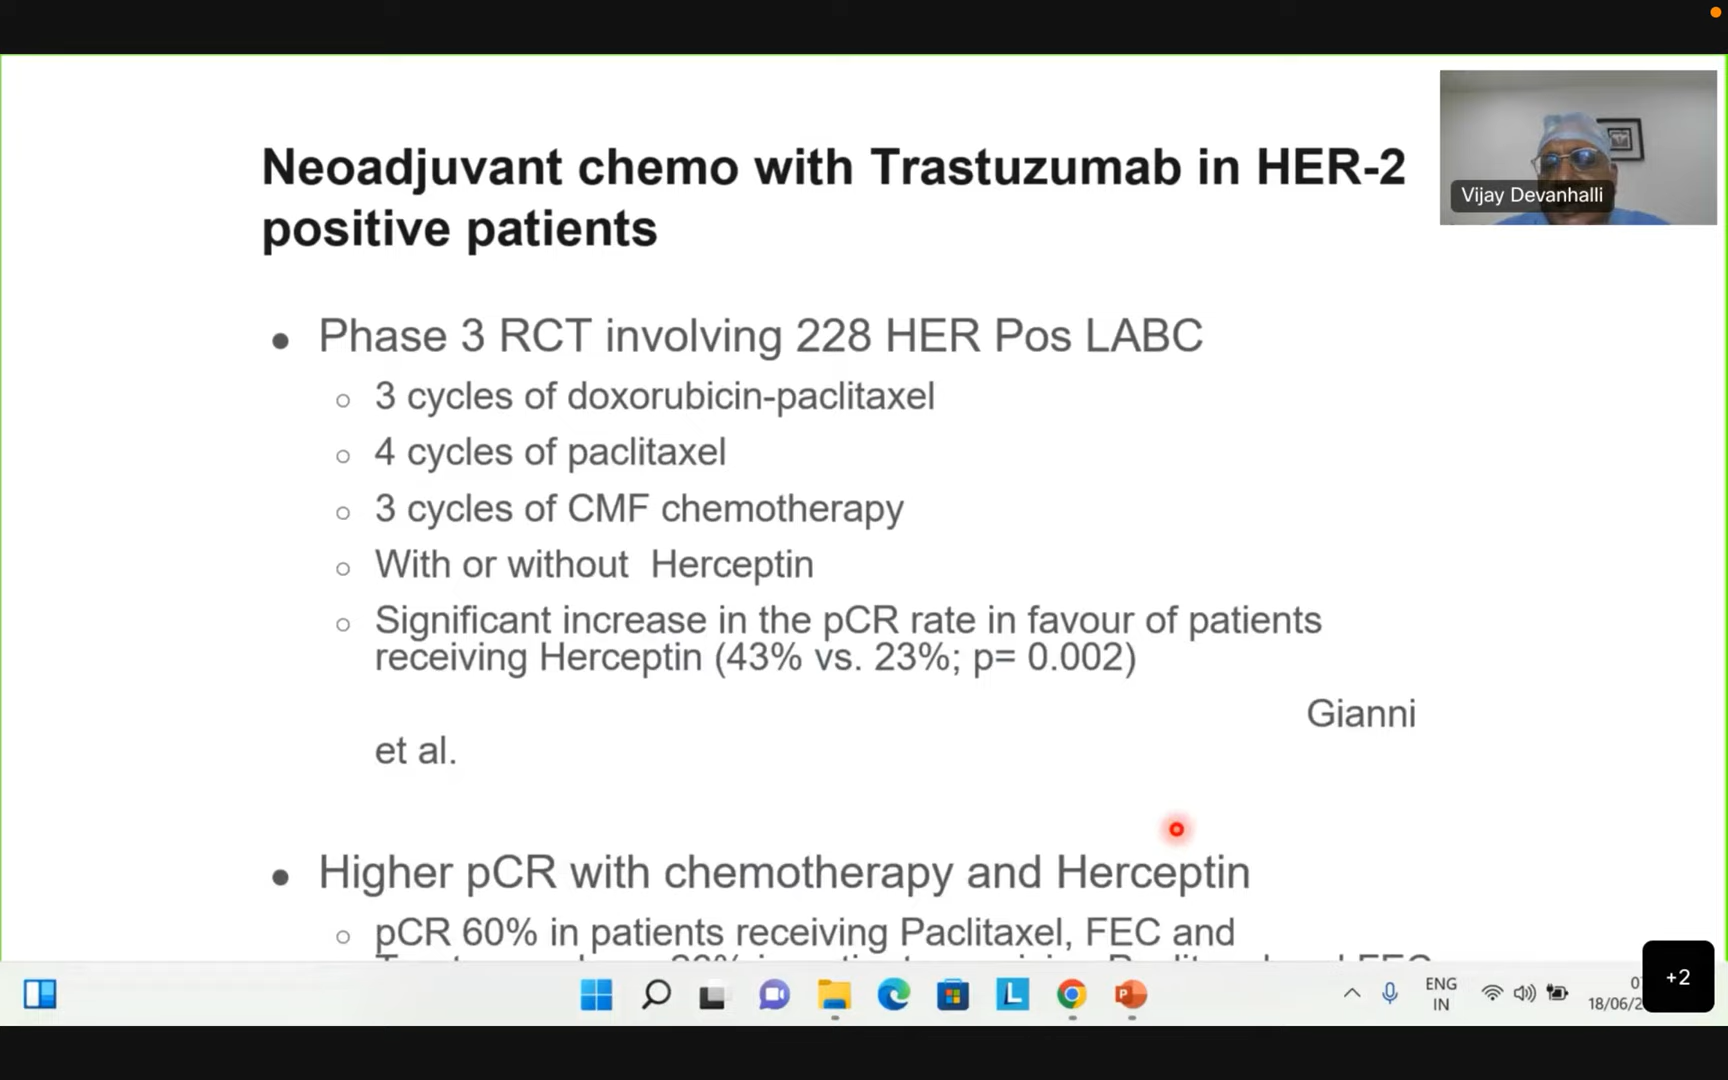 Neoadjuvant chemo with Trastuzumab in HER-2
positive patients
Vijay Devanhalli
● Phase 3 RCT involving 228 HER Pos LABC
○ 3 cycles of doxorubicin-paclitaxel
○ 4 cycles of paclitaxel
○ 3 cycles of CMF chemotherapy
○ With or without Herceptin
○ Significant increase in the pCR rate in favour of patients
receiving Herceptin (43% vs. 23%; p= 0.002)
Gianni
et al.
● Higher pCR with chemotherapy and Herceptin
○ pCR 60% in patients receiving Paclitaxel, FEC and
ENG
IN
18/06/2
+2